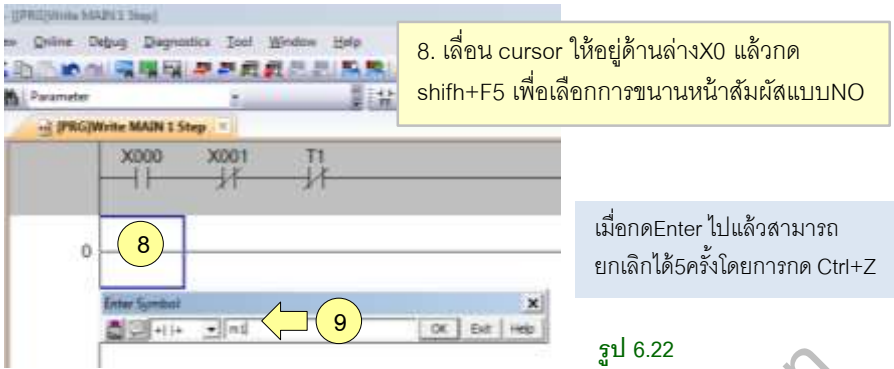 [PRG]Write MAIN 1 Step]
Online Debug Diagnostics Tool Window Help
8. เลื่อน cursor ให้อยู่ด้านล่างX0 แล้วกด
shifh+F5 เพื่อเลือกการขนานหน้าสัมผัสแบบNO
Parameter
[PRG]Write MAIN 1 Step
X000 X001 T1
0
8
เมื่อกดEnter ไปแล้วสามารถ
ยกเลิกได้5ครั้งโดยการกด Ctrl+Z
Enter Symbol
9
OK Exit Help
รูป 6.22